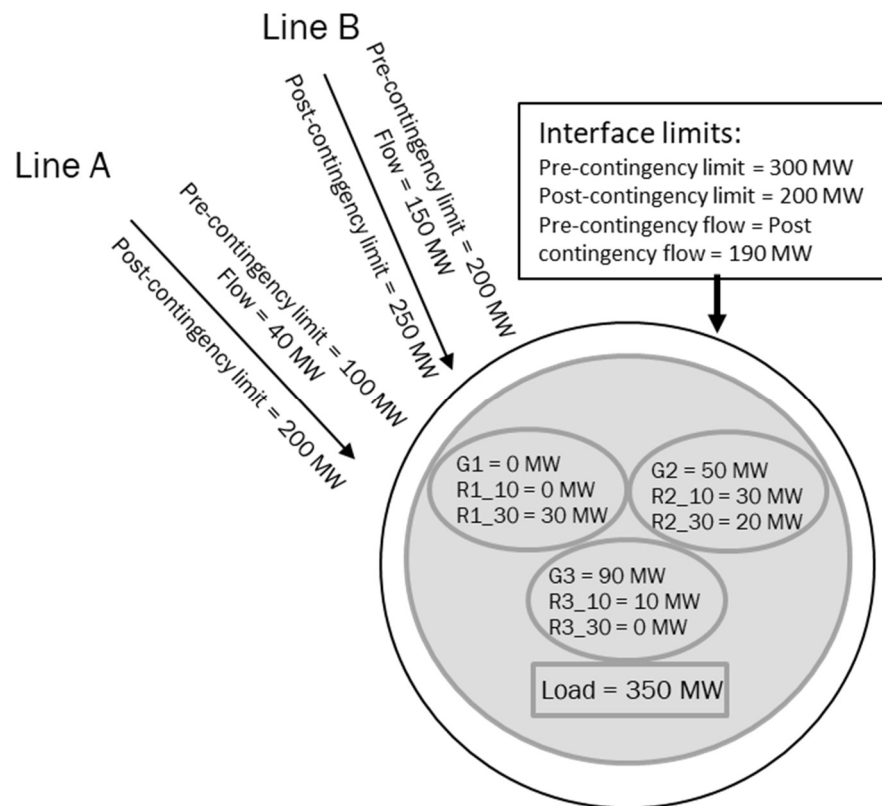 Line B
Pre-contingency limit = 200 MW
Flow = 150 MW
Post-contingency limit = 250 MW
Line A
Pre-contingency limit = 100 MW
Flow = 40 MW
Post-contingency limit = 200 MW
Interface limits:
Pre-contingency limit = 300 MW
Post-contingency limit = 200 MW
Pre-contingency flow = Post
contingency flow = 190 MW
G1 = 0 MW
R1_10 = 0 MW
R1_30 = 30 MW
G2 = 50 MW
R2_10 = 30 MW
R2_30 = 20 MW
G3 = 90 MW
R3_10 = 10 MW
R3_30 = 0 MW
Load = 350 MW